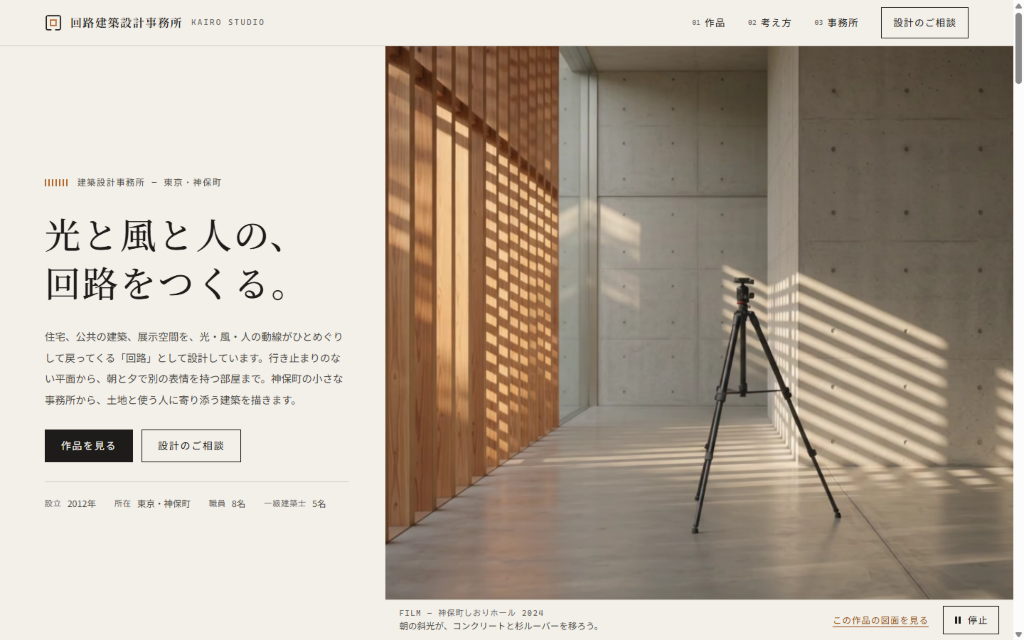 回路建築設計事務所 KAIRO STUDIO
01 作品 02 考え方 03 事務所 設計のご相談
建築設計事務所 — 東京・神保町
光と風と人の、
回路をつくる。
住宅、公共の建築、展示空間を、光・風・人の動線がひとめぐり
して戻ってくる「回路」として設計しています。行き止まりのな
い平面から、朝と夕で別の表情を持つ部屋まで。神保町の小さな
事務所から、土地と使う人に寄り添う建築を描きます。
作品を見る 設計のご相談
設立 2012年 所在 東京・神保町 職員 8名 一級建築士 5名
FILM — 神保町しおりホール 2024
朝の斜光が、コンクリートと杉ルーバーを移ろう。
この作品の図面を見る 停止